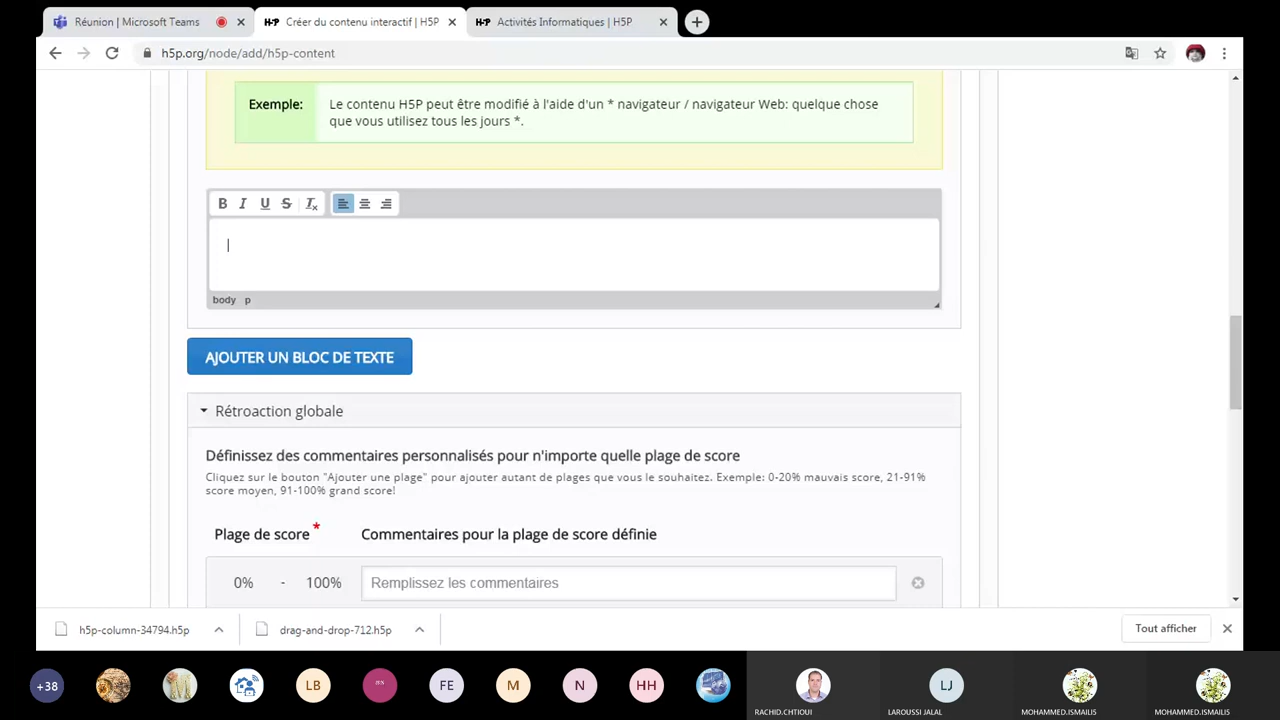 Réunion | Microsoft Teams
H-P Créer du contenu interactif | H5P
H-P Activités Informatiques | H5P
h5p.org/node/add/h5p-content
Exemple: Le contenu H5P peut être modifié à l'aide d'un * navigateur / navigateur Web: quelque chose
que vous utilisez tous les jours *.
B I U S Tx
body p
AJOUTER UN BLOC DE TEXTE
Rétroaction globale
Définissez des commentaires personnalisés pour n'importe quelle plage de score
Cliquez sur le bouton "Ajouter une plage" pour ajouter autant de plages que vous le souhaitez. Exemple: 0-20% mauvais score, 21-91%
score moyen, 91-100% grand score!
Plage de score * Commentaires pour la plage de score définie
0% - 100% Remplissez les commentaires
h5p-column-34794.h5p
drag-and-drop-712.h5p
Tout afficher
+38 LB FE M N HH LJ
RACHID.CHTIOUI LAROUSSI JALAL MOHAMMED.ISMAILIS MOHAMMED.ISMAILIS